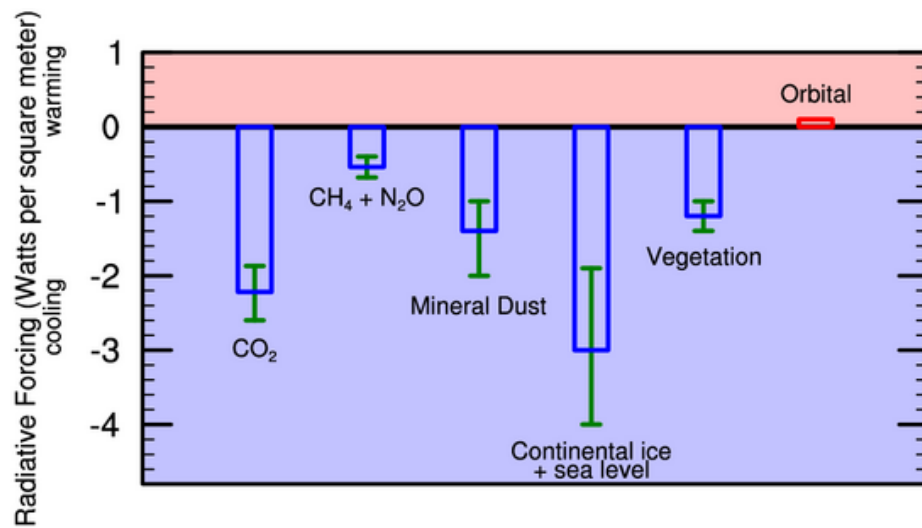 Radiative Forcing (Watts per square meter)
cooling warming
1
0
-1
-2
-3
-4
CO₂
CH₄ + N₂O
Mineral Dust
Continental ice
+ sea level
Vegetation
Orbital